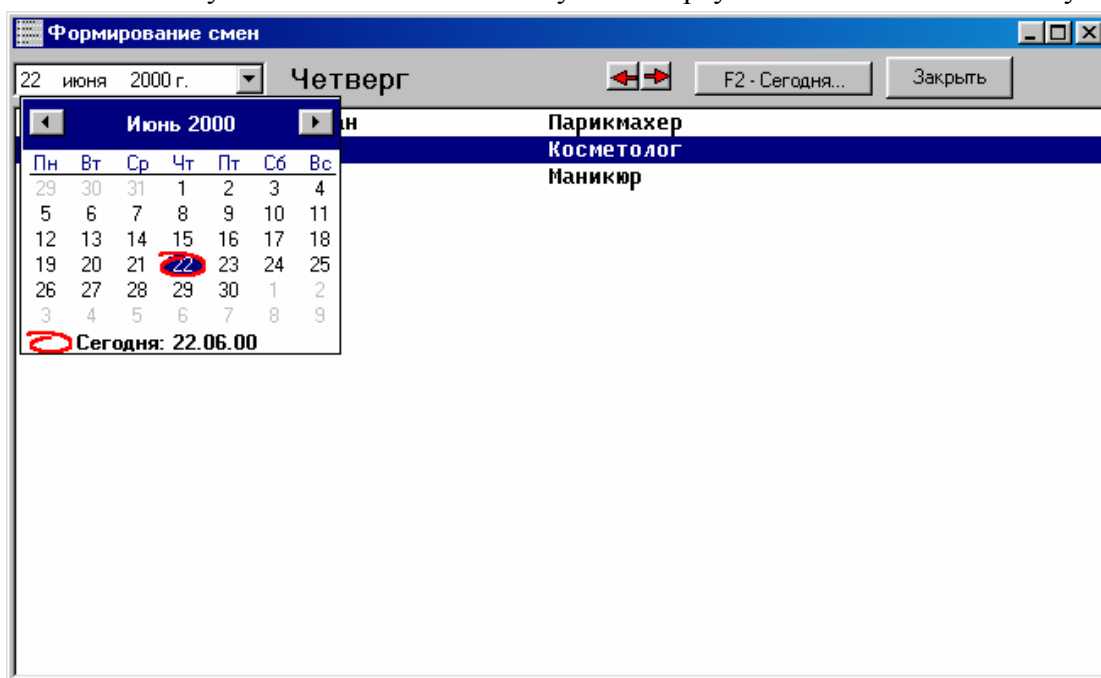 Формирование смен
22 июня 2000 г. Четверг F2 - Сегодня... Закрыть
Июнь 2000
Пн Вт Ср Чт Пт Сб Вс
29 30 31 1 2 3 4
5 6 7 8 9 10 11
12 13 14 15 16 17 18
19 20 21 22 23 24 25
26 27 28 29 30 1 2
3 4 5 6 7 8 9
Сегодня: 22.06.00
Парикмахер
Косметолог
Маникюр